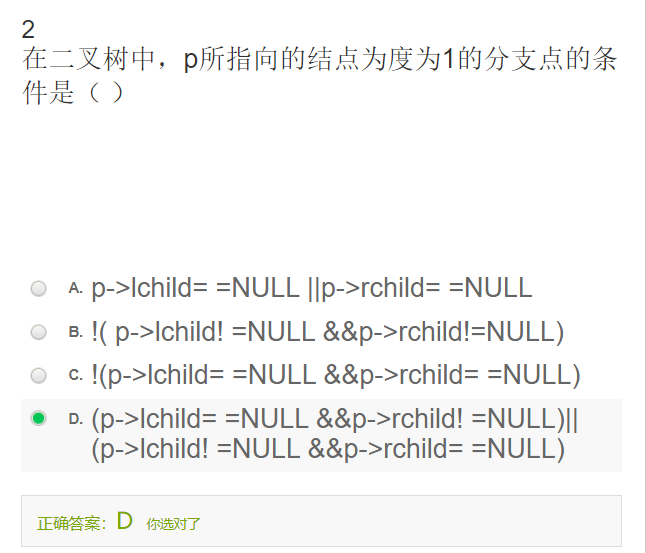 2
在二叉树中，p所指向的结点为度为1的分支点的条
件是（ ）
A. p->lchild= =NULL ||p->rchild= =NULL
B. !( p->lchild! =NULL &&p->rchild!=NULL)
C. !(p->lchild= =NULL &&p->rchild= =NULL)
D. (p->lchild= =NULL &&p->rchild! =NULL)||
(p->lchild! =NULL &&p->rchild= =NULL)
正确答案：D 你选对了